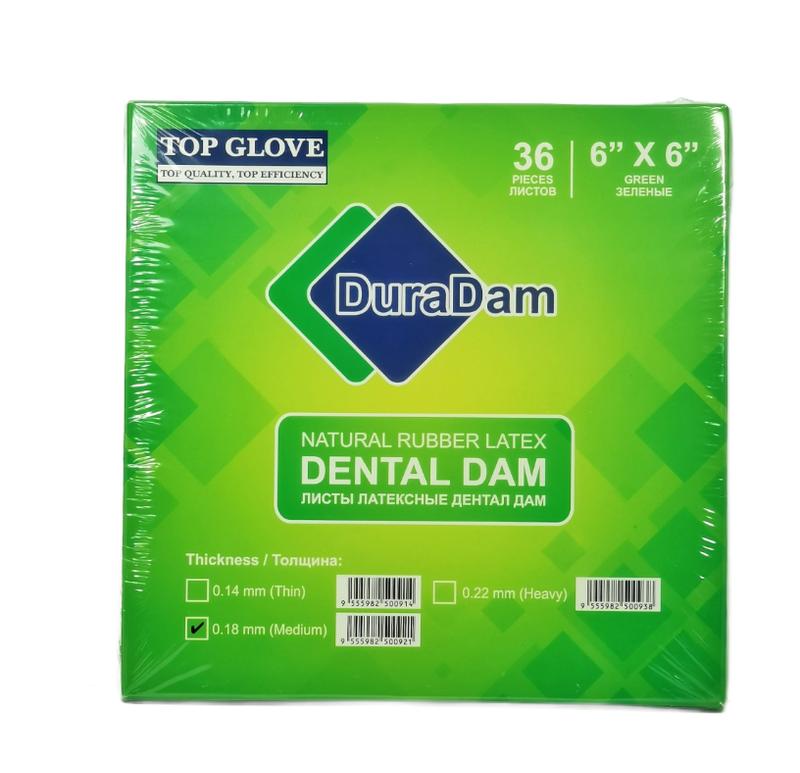 TOP GLOVE
TOP QUALITY, TOP EFFICIENCY
36
PIECES
ЛИСТОВ
6” X 6”
GREEN
ЗЕЛЕНЫЕ
DuraDam
NATURAL RUBBER LATEX
DENTAL DAM
ЛИСТЫ ЛАТЕКСНЫЕ ДЕНТАЛ ДАМ
Thickness / Толщина:
0.14 mm (Thin)
9 555982 500914
0.22 mm (Heavy)
9 555982 500938
✔ 0.18 mm (Medium)
9 555982 500921